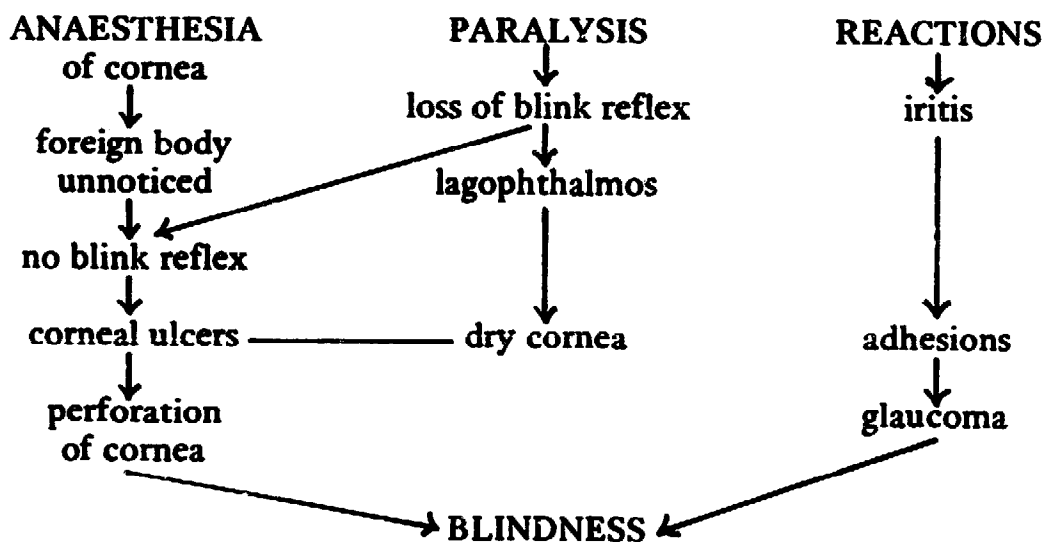 ANAESTHESIA
of cornea
foreign body
unnoticed
no blink reflex
corneal ulcers
perforation
of cornea
PARALYSIS
loss of blink reflex
lagophthalmos
dry cornea
REACTIONS
iritis
adhesions
glaucoma
BLINDNESS